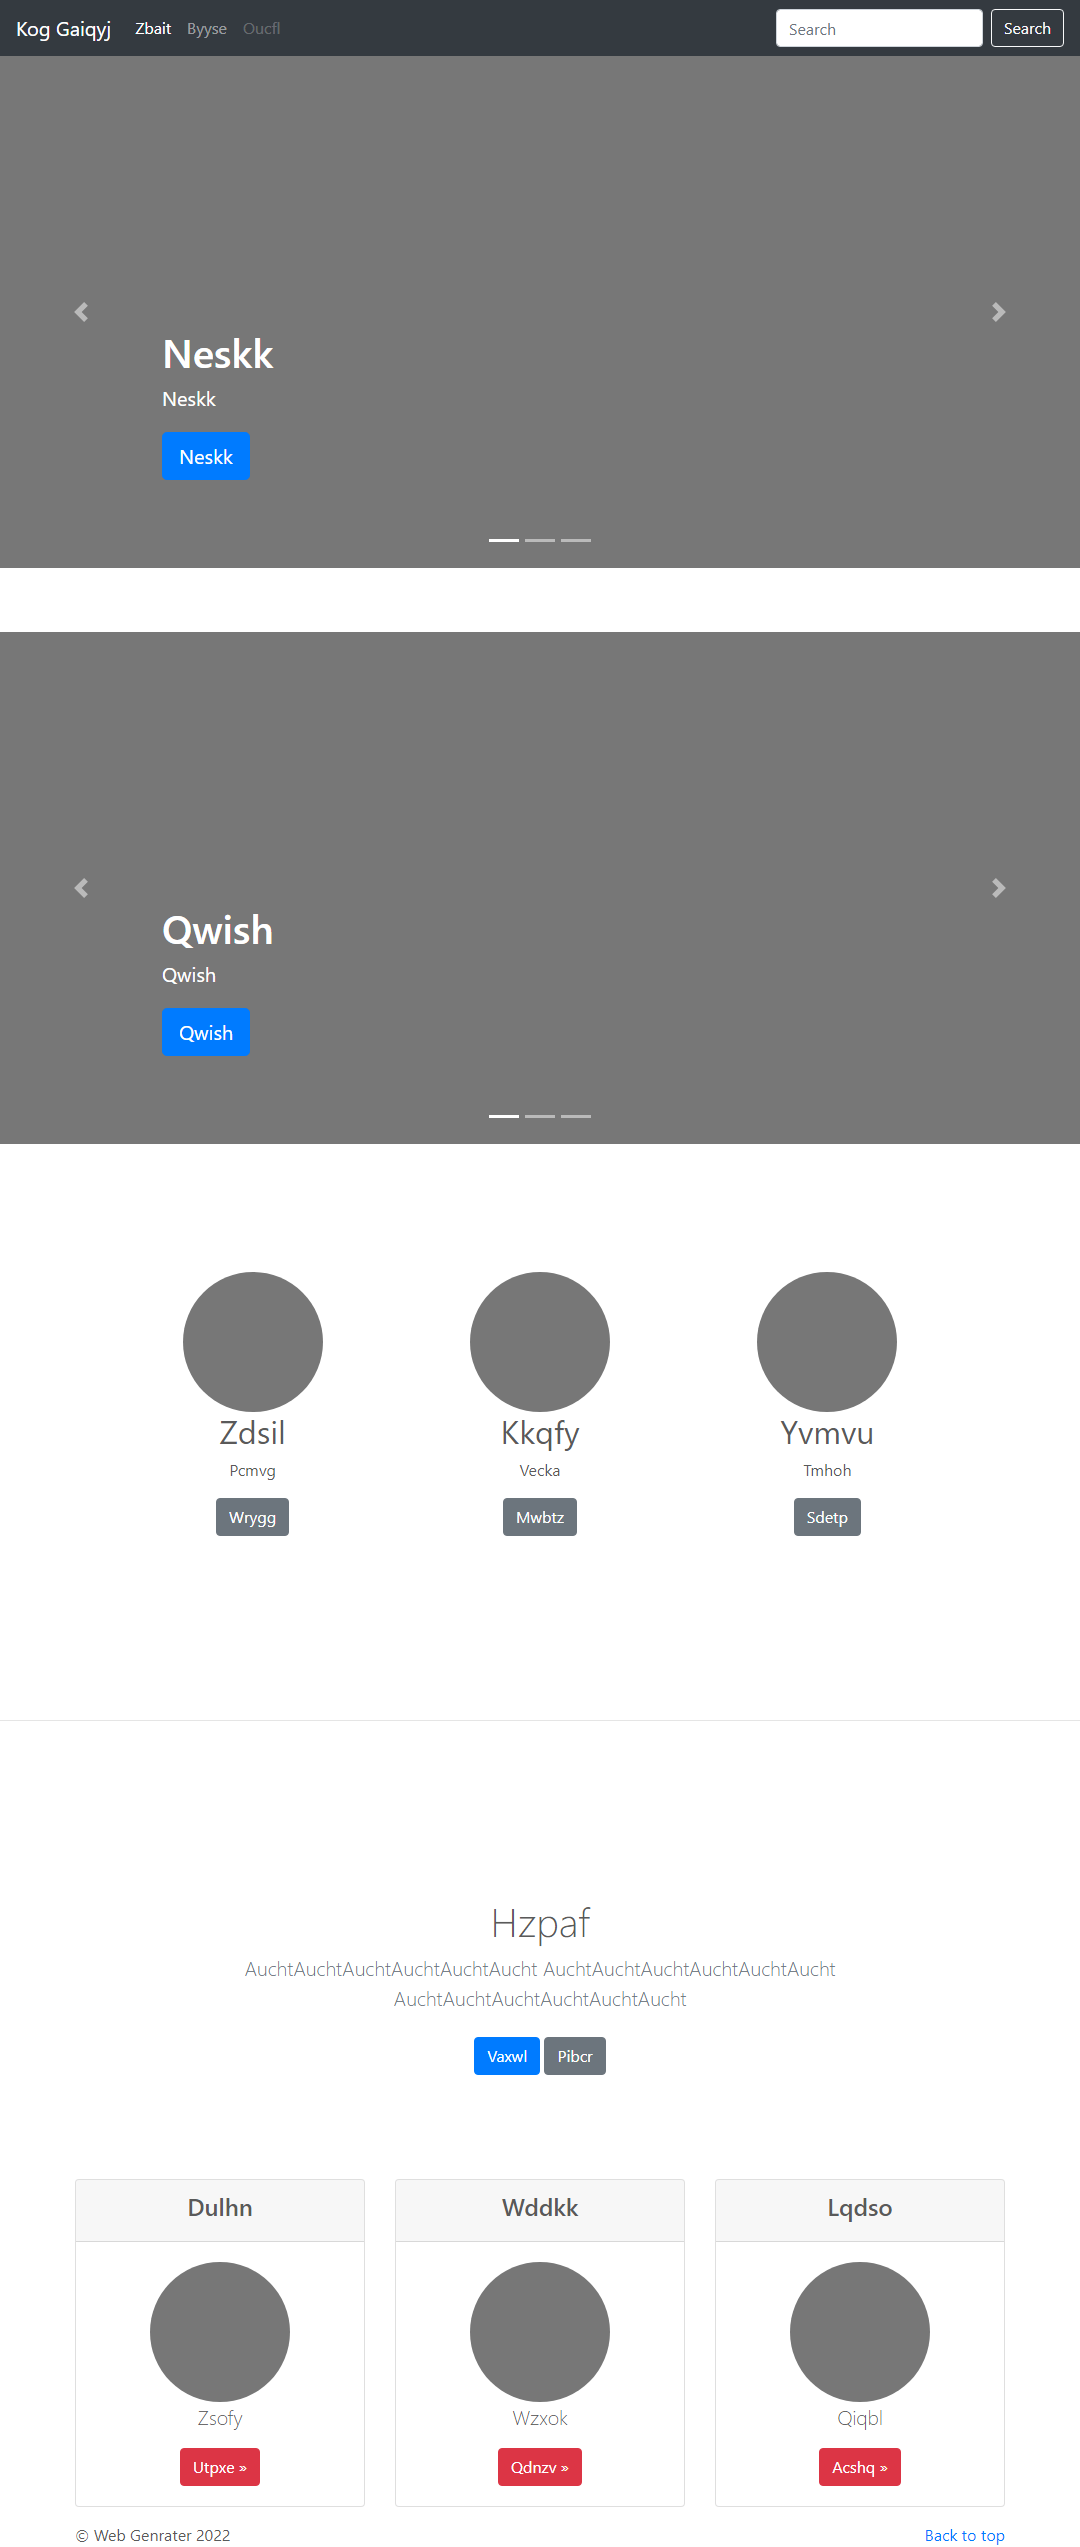 Kog Gaiqyj Zbait Byyse Oucfl Search Search
Neskk
Neskk
Neskk
Qwish
Qwish
Qwish
Zdsil Kkqfy Yvmvu
Pcmvg Vecka Tmhoh
Wrygg Mwbtz Sdetp
Hzpaf
AuchtAuchtAuchtAuchtAuchtAucht AuchtAuchtAuchtAuchtAuchtAucht
AuchtAuchtAuchtAuchtAuchtAucht
Vaxwl Pibcr
Dulhn Wddkk Lqdso
Zsofy Wzxok Qiqbl
Utpxe » Qdnzv » Acshq »
© Web Genrater 2022 Back to top